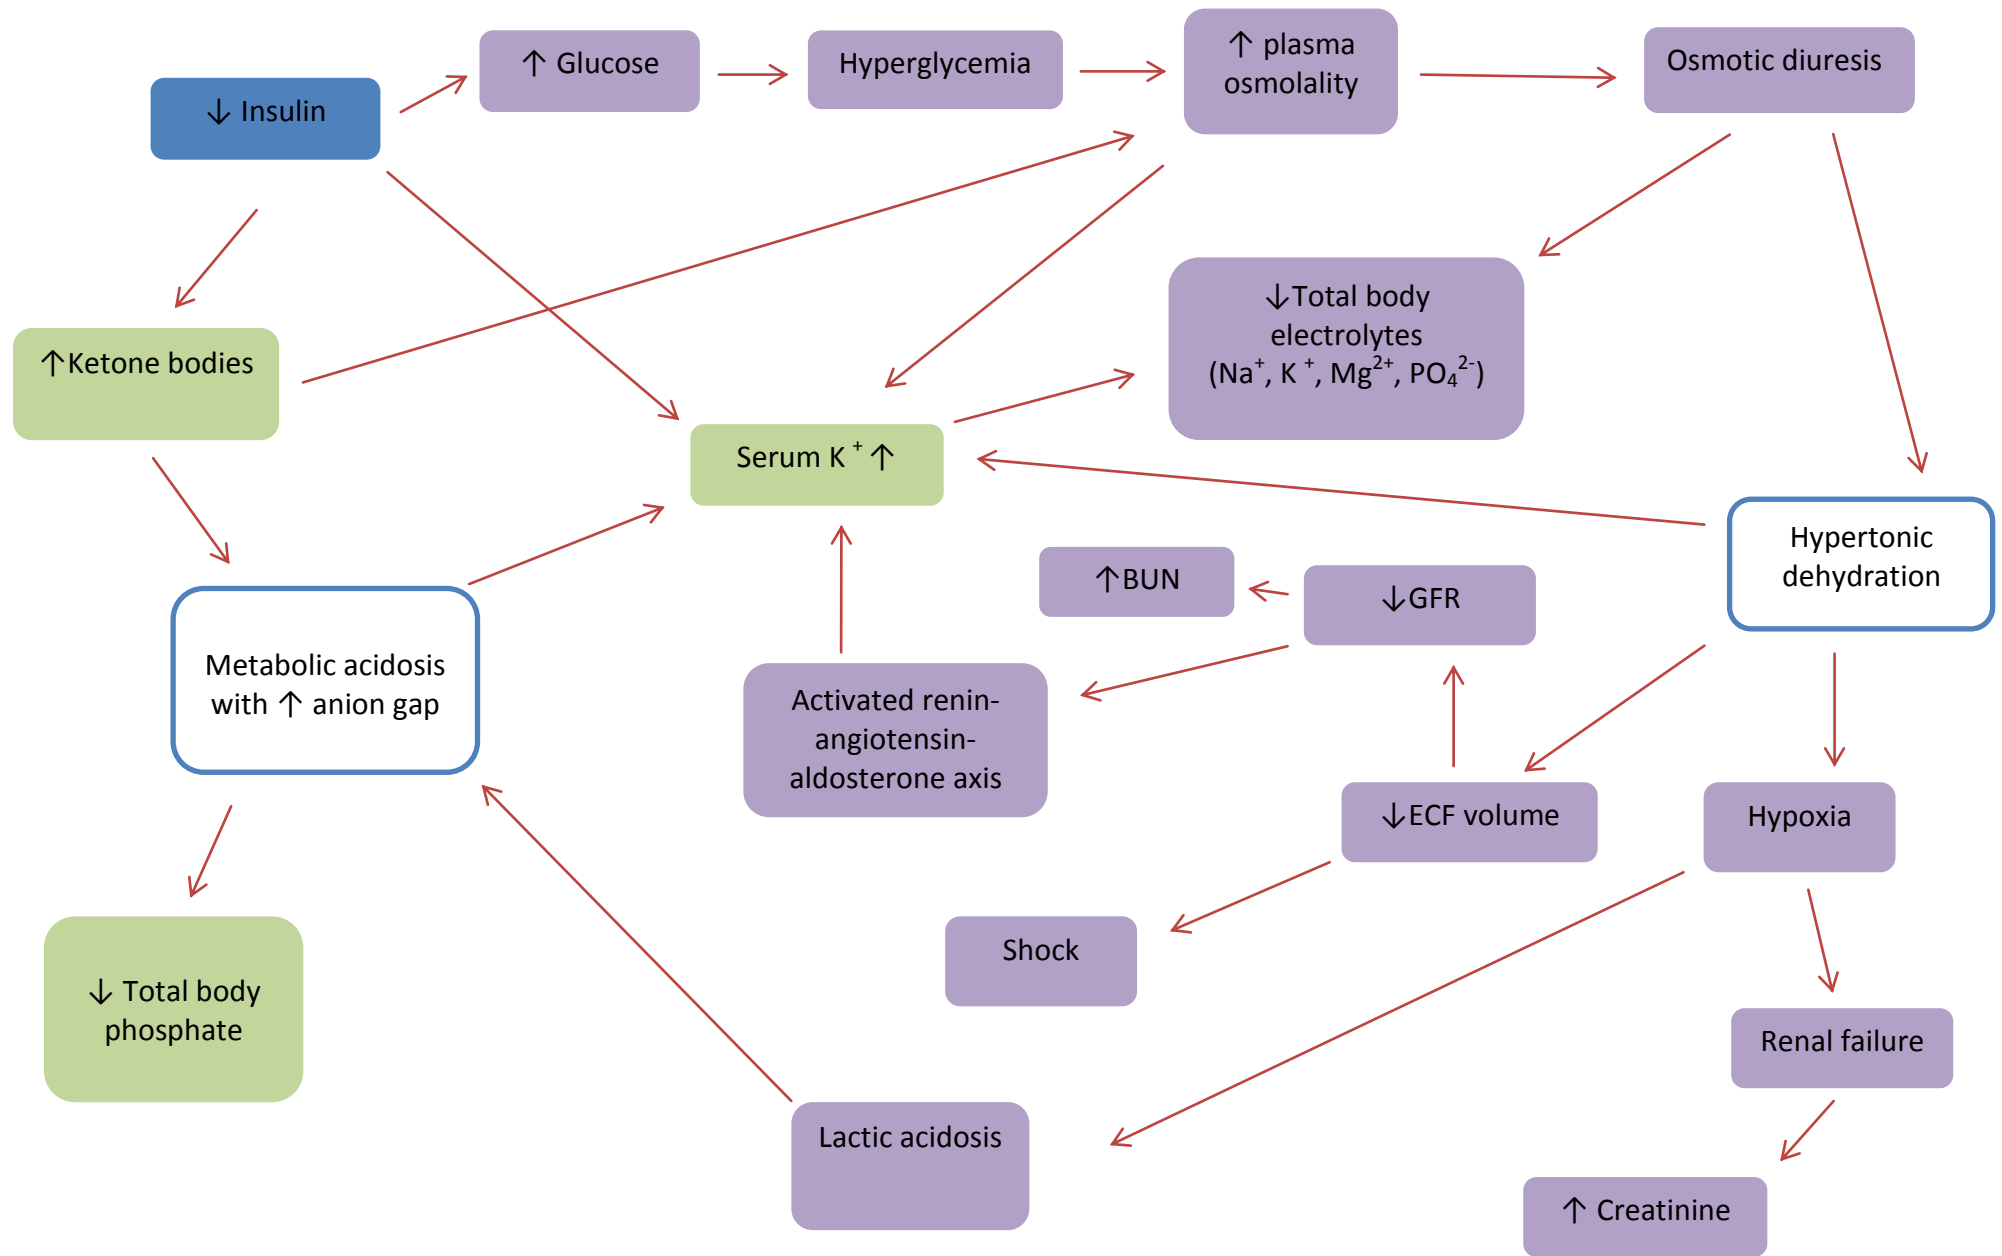 ↑ Glucose
Hyperglycemia
↑ plasma
osmolality
Osmotic diuresis
↓ Insulin
↑Ketone bodies
↓Total body
electrolytes
(Na⁺, K ⁺, Mg²⁺, PO₄²⁻)
Serum K ⁺ ↑
Hypertonic
dehydration
↑BUN
↓GFR
Metabolic acidosis
with ↑ anion gap
Activated renin-
angiotensin-
aldosterone axis
↓ECF volume
Hypoxia
Shock
↓ Total body
phosphate
Renal failure
Lactic acidosis
↑ Creatinine